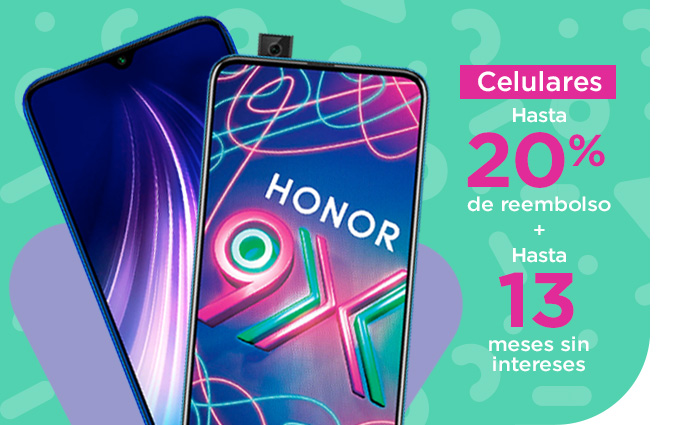 HONOR
9X
Celulares
Hasta
20%
de reembolso
+
Hasta
13
meses sin
intereses